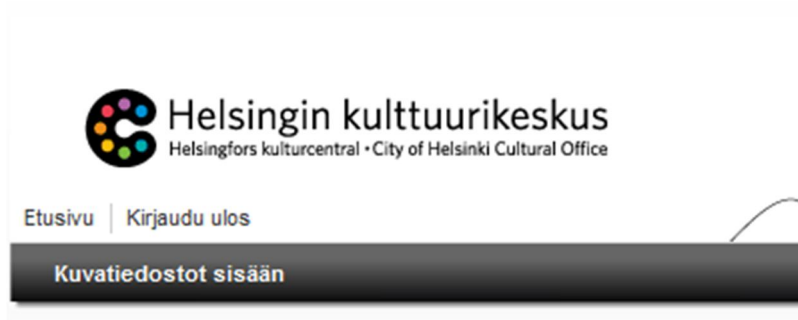 Helsingin kulttuurikeskus
Helsingfors kulturcentral • City of Helsinki Cultural Office
Etusivu | Kirjaudu ulos
Kuvatiedostot sisään